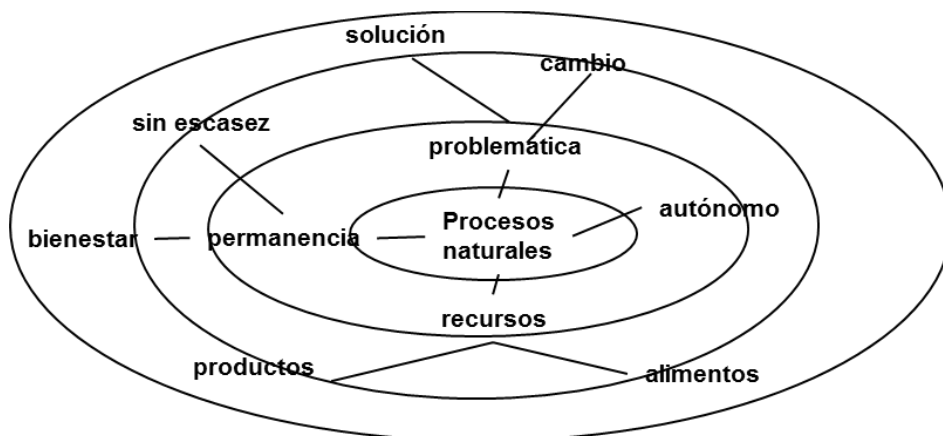 solución
cambio
sin escasez
problemática
autónomo
Procesos
naturales
bienestar
permanencia
recursos
productos
alimentos